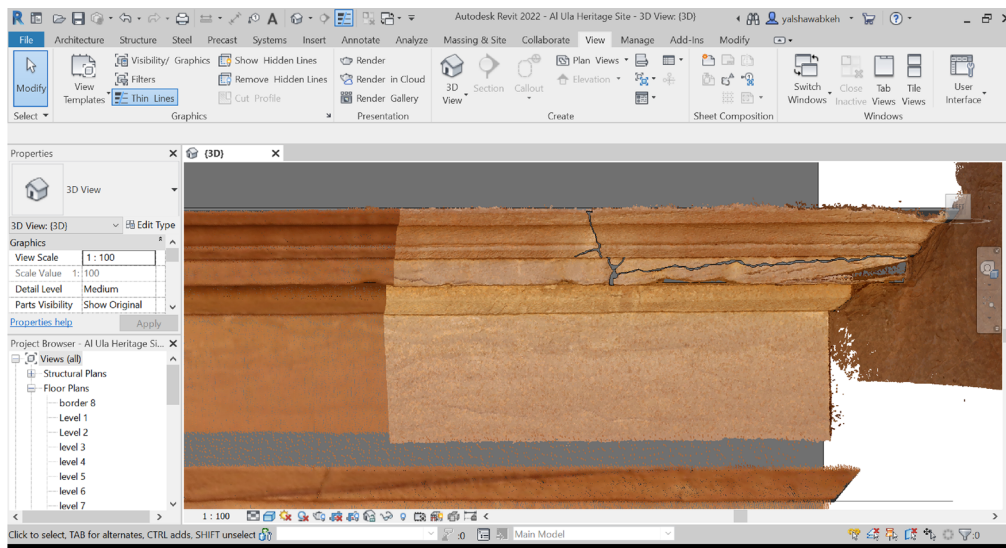 Autodesk Revit 2022 - Al Ula Heritage Site - 3D View: {3D}
yalshawabkeh
File Architecture Structure Steel Precast Systems Insert Annotate Analyze Massing & Site Collaborate View Manage Add-Ins Modify
Modify
View
Templates
Visibility/ Graphics
Filters
Thin Lines
Show Hidden Lines
Remove Hidden Lines
Cut Profile
Render
Render in Cloud
Render Gallery
3D
View
Section
Callout
Plan Views
Elevation
Switch
Windows
Close
Inactive
Tab
Views
Tile
Views
User
Interface
Select Graphics Presentation Create Sheet Composition Windows
Properties
{3D}
3D View
3D View: {3D} Edit Type
Graphics
View Scale 1 : 100
Scale Value 1: 100
Detail Level Medium
Parts Visibility Show Original
Properties help Apply
Project Browser - Al Ula Heritage Si...
Views (all)
Structural Plans
Floor Plans
border 8
Level 1
Level 2
level 3
level 4
level 5
level 6
level 7
1 : 100
Click to select, TAB for alternates, CTRL adds, SHIFT unselect :0 Main Model :0